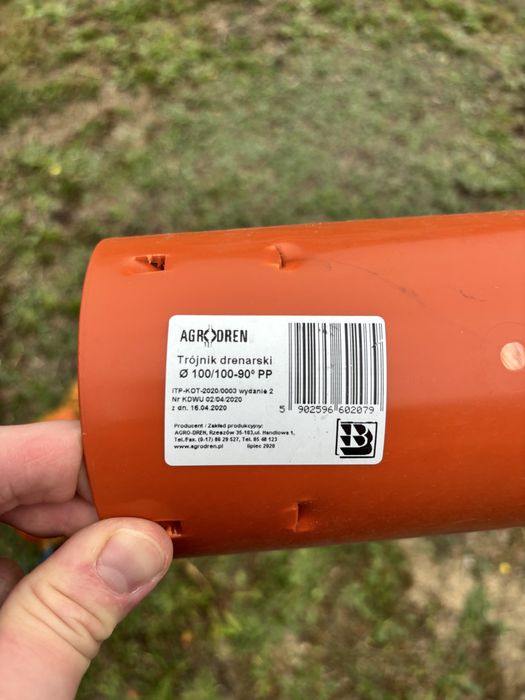 AGRODREN
Trójnik drenarski
Ø 100/100-90° PP
ITP-KOT-2020/0003 wydanie 2
Nr KDWU 02/04/2020
z dn. 16.04.2020
5 902596 602079
Producent / Zakład produkcyjny:
AGRO-DREN, Rzeszów 35-103,ul. Handlowa 1,
Tel./Fax. (0-17) 86 29 527, Tel. 85 48 123
www.agrodren.pl lipiec 2020
B